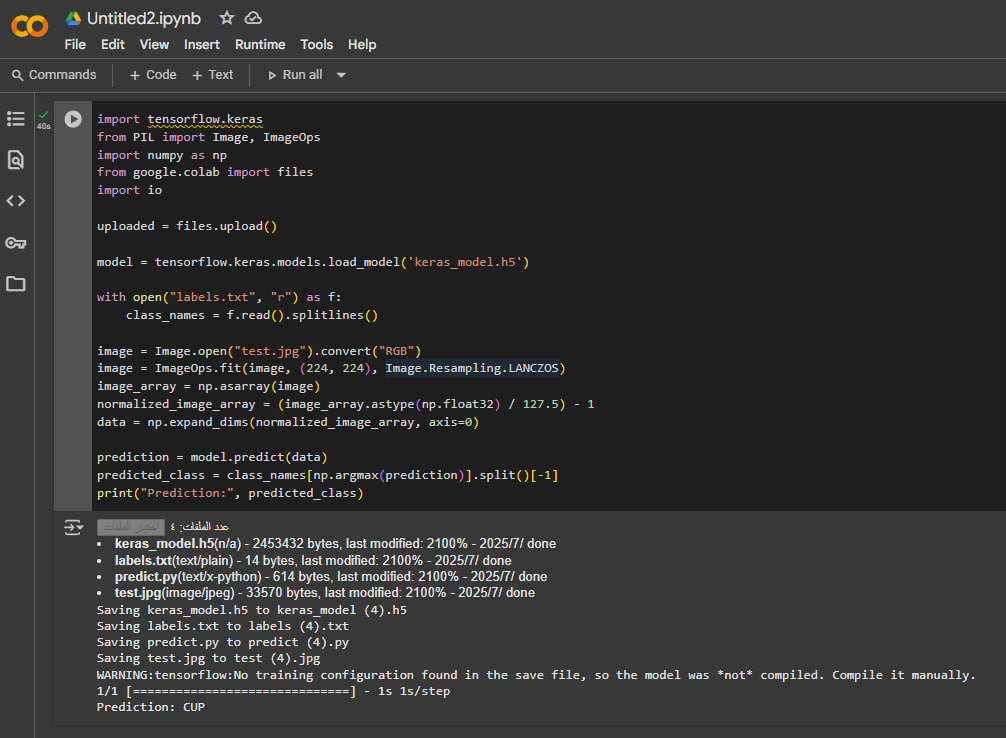 Untitled2.ipynb
File Edit View Insert Runtime Tools Help
Commands + Code + Text Run all
40s
import tensorflow.keras
from PIL import Image, ImageOps
import numpy as np
from google.colab import files
import io
uploaded = files.upload()
model = tensorflow.keras.models.load_model('keras_model.h5')
with open("labels.txt", "r") as f:
    class_names = f.read().splitlines()
image = Image.open("test.jpg").convert("RGB")
image = ImageOps.fit(image, (224, 224), Image.Resampling.LANCZOS)
image_array = np.asarray(image)
normalized_image_array = (image_array.astype(np.float32) / 127.5) - 1
data = np.expand_dims(normalized_image_array, axis=0)
prediction = model.predict(data)
predicted_class = class_names[np.argmax(prediction)].split()[-1]
print("Prediction:", predicted_class)
اختيار الملفات عدد الملفات: ٤
• keras_model.h5(n/a) - 2453432 bytes, last modified: 2100% - 2025/7/ done
• labels.txt(text/plain) - 14 bytes, last modified: 2100% - 2025/7/ done
• predict.py(text/x-python) - 614 bytes, last modified: 2100% - 2025/7/ done
• test.jpg(image/jpeg) - 33570 bytes, last modified: 2100% - 2025/7/ done
Saving keras_model.h5 to keras_model (4).h5
Saving labels.txt to labels (4).txt
Saving predict.py to predict (4).py
Saving test.jpg to test (4).jpg
WARNING:tensorflow:No training configuration found in the save file, so the model was *not* compiled. Compile it manually.
1/1 [==============================] - 1s 1s/step
Prediction: CUP